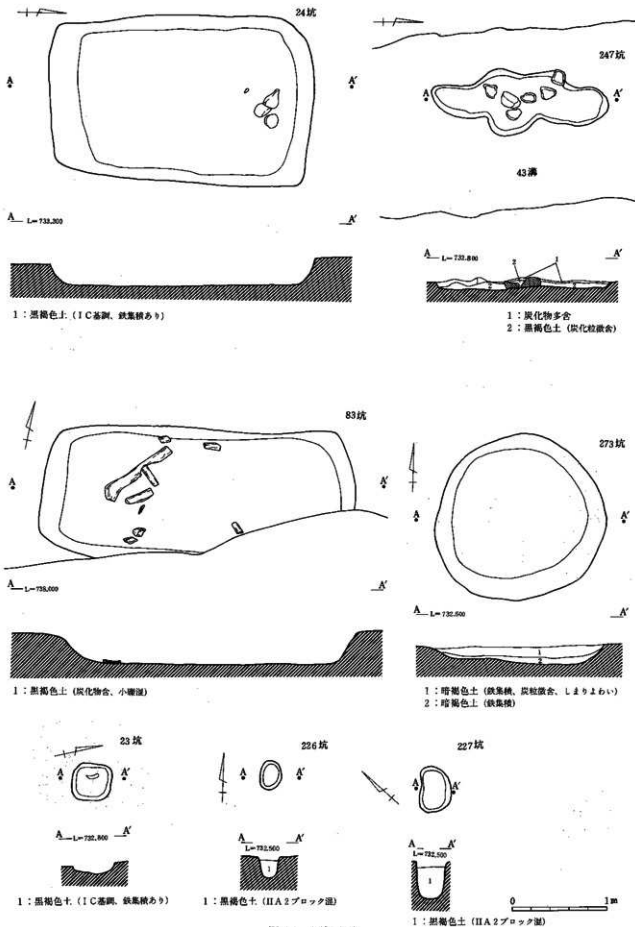 24坑
A
A′
A L=733.200 A′
1：黒褐色土（ⅠC基調、鉄集積あり）
247坑
A
A′
43溝
A L=732.800 A′
2
1
1
2
1
1：炭化物多含
2：黒褐色土（炭化粒微含）
83坑
A
A′
A L=735.000 A′
1：黒褐色土（炭化物含、小礫混）
273坑
A
A′
A L=732.500 A′
1
2
1：暗褐色土（鉄集積、炭粒微含、しまりよわい）
2：暗褐色土（鉄集積）
23坑
A
A′
A L=732.800 A′
1：黒褐色土（ⅠC基調、鉄集積あり）
226坑
A
A′
A A′
L=732.500
1
1：黒褐色土（ⅡA2ブロック混）
227坑
A
A′
A A′
L=732.500
1
1：黒褐色土（ⅡA2ブロック混）
0 1m